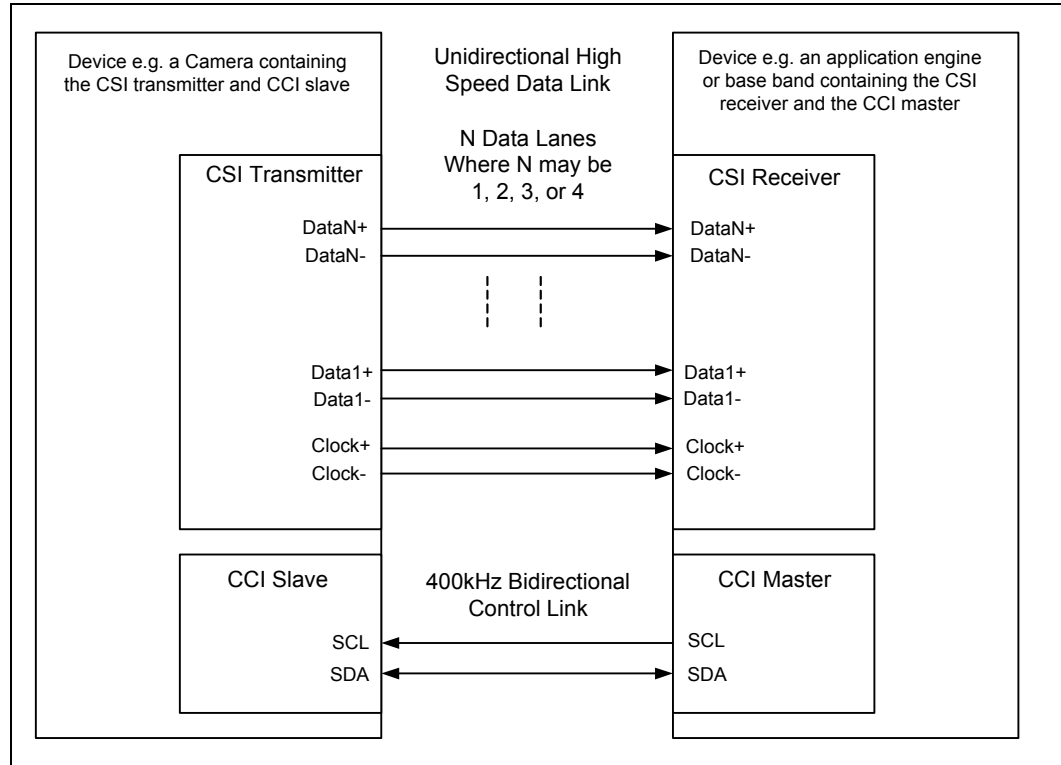 Device e.g. a Camera containing
the CSI transmitter and CCI slave
Unidirectional High
Speed Data Link
N Data Lanes
Where N may be
1, 2, 3, or 4
Device e.g. an application engine
or base band containing the CSI
receiver and the CCI master
CSI Transmitter
DataN+
DataN-
Data1+
Data1-
Clock+
Clock-
CSI Receiver
DataN+
DataN-
Data1+
Data1-
Clock+
Clock-
CCI Slave
SCL
SDA
400kHz Bidirectional
Control Link
CCI Master
SCL
SDA